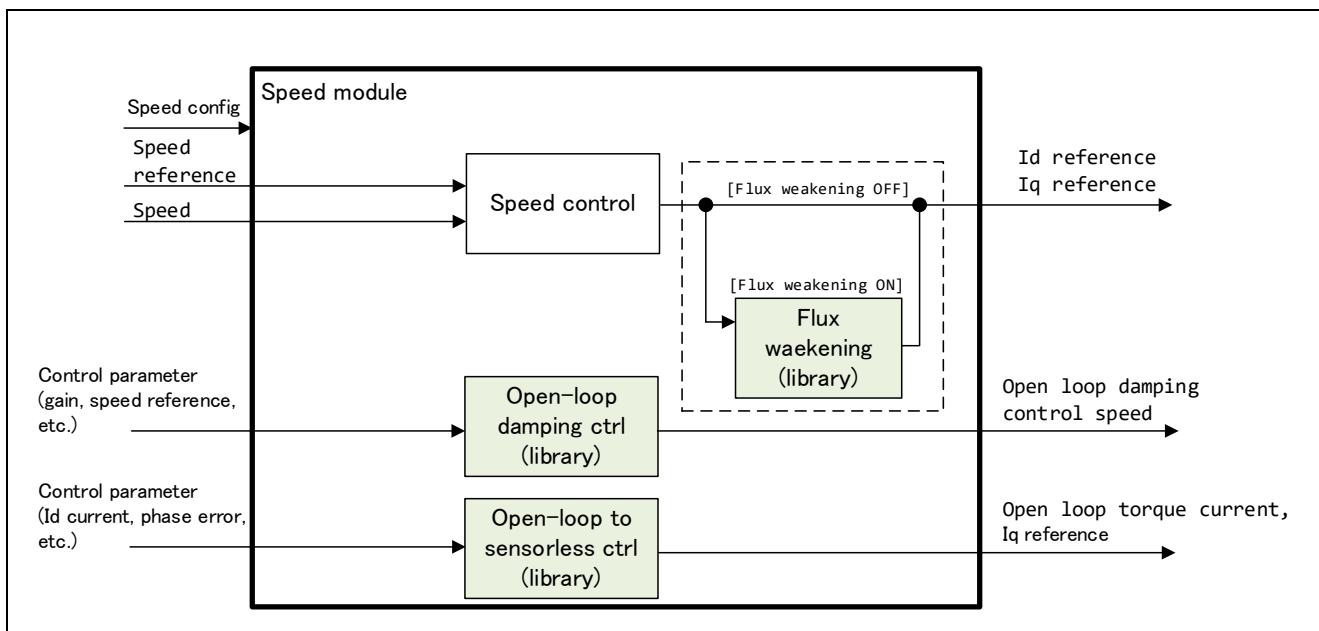 Speed module
Speed config
Speed
reference
Speed
Speed control
[Flux weakening OFF]
Id reference
Iq reference
[Flux weakening ON]
Flux
waekening
(library)
Control parameter
(gain, speed reference,
etc.)
Open-loop
damping ctrl
(library)
Open loop damping
control speed
Control parameter
(Id current, phase error,
etc.)
Open-loop to
sensorless ctrl
(library)
Open loop torque current,
Iq reference